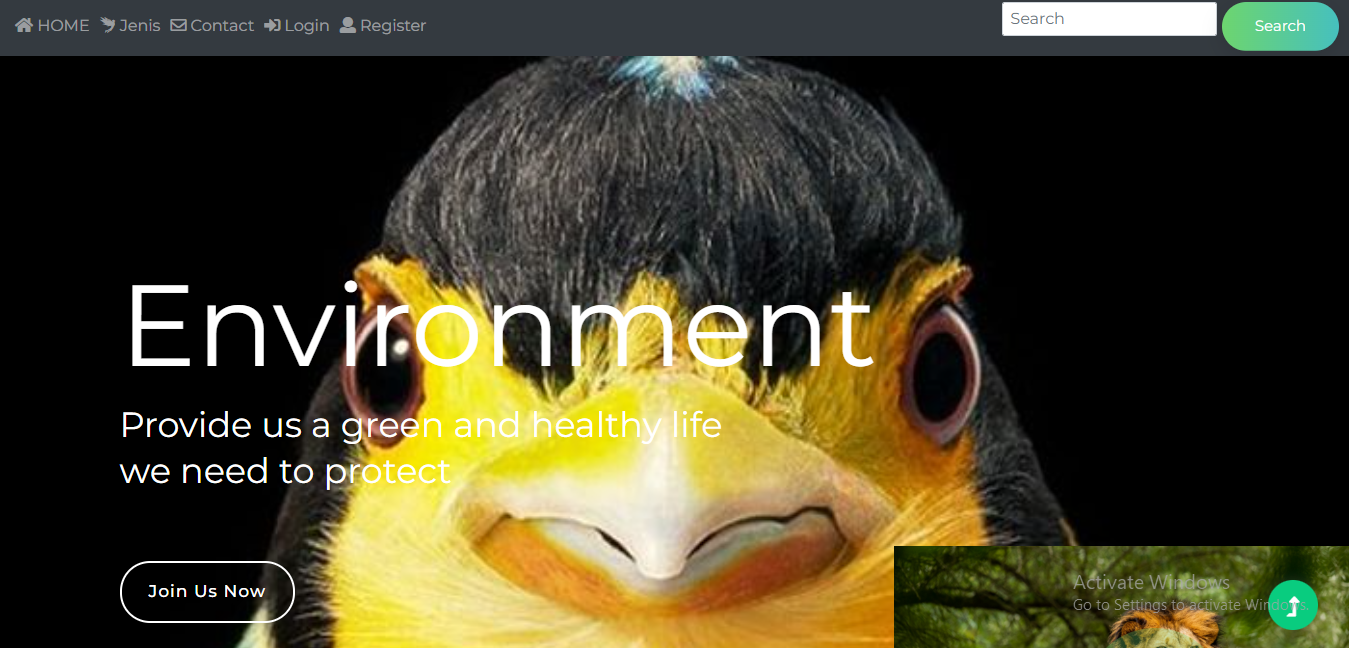 HOME Jenis Contact Login Register Search Search
Environment
Provide us a green and healthy life
we need to protect
Join Us Now
Activate Windows
Go to Settings to activate Windows.